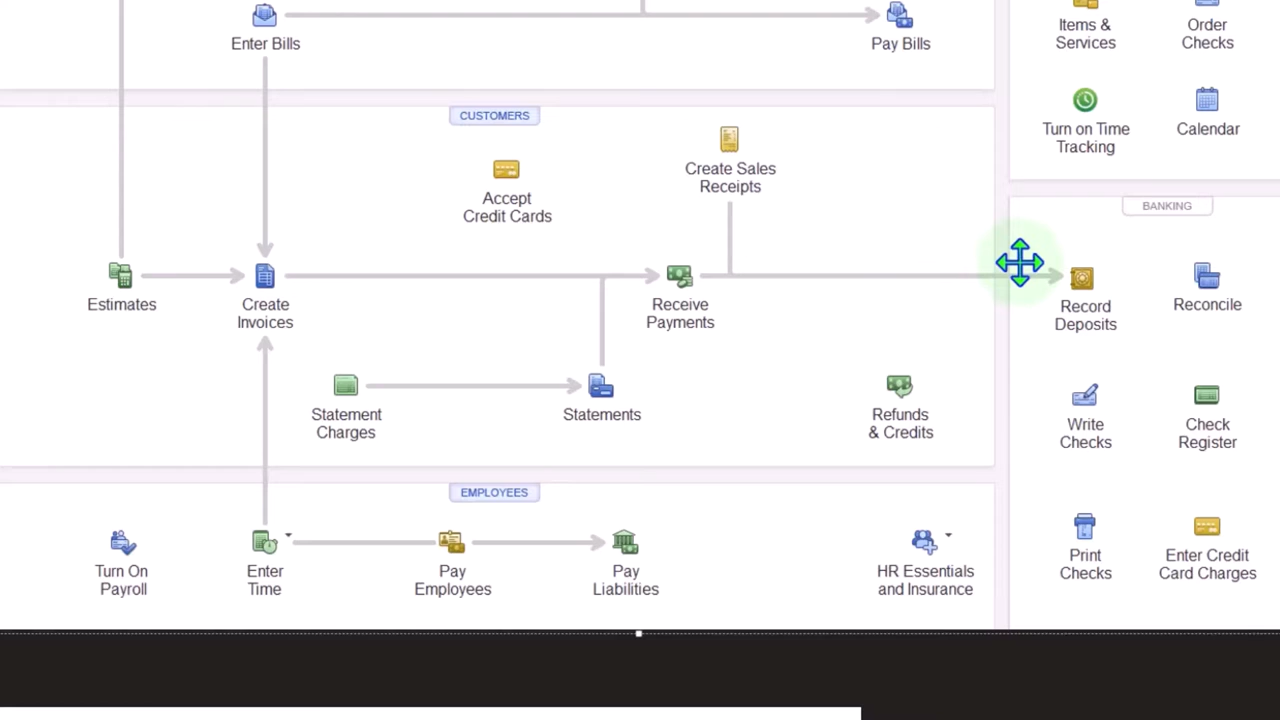 Enter Bills
Pay Bills
Items &
Services
Order
Checks
Turn on Time
Tracking
Calendar
CUSTOMERS
Accept
Credit Cards
Create Sales
Receipts
Estimates
Create
Invoices
Receive
Payments
Statement
Charges
Statements
Refunds
& Credits
BANKING
Record
Deposits
Reconcile
Write
Checks
Check
Register
Print
Checks
Enter Credit
Card Charges
EMPLOYEES
Turn On
Payroll
Enter
Time
Pay
Employees
Pay
Liabilities
HR Essentials
and Insurance